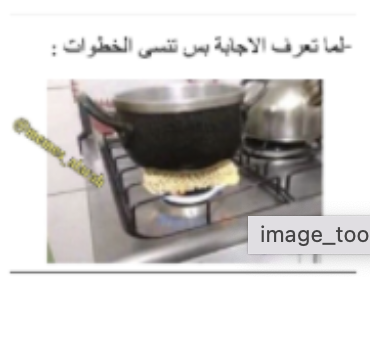 -لما تعرف الاجابة بس تنسى الخطوات :
image_too